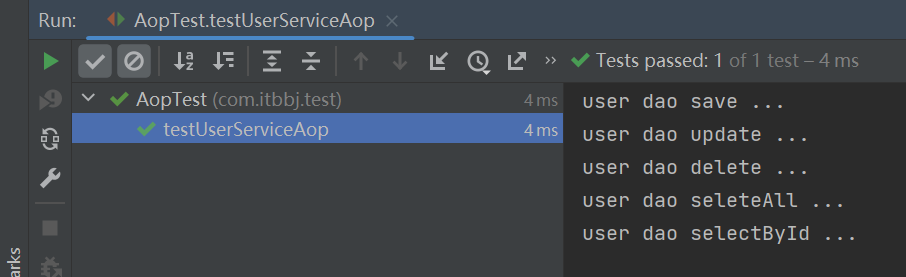 Run:
AopTest.testUserServiceAop
Tests passed: 1 of 1 test – 4 ms
AopTest (com.itbbj.test) 4 ms
testUserServiceAop 4 ms
user dao save ...
user dao update ...
user dao delete ...
user dao seleteAll ...
user dao selectById ...
arks